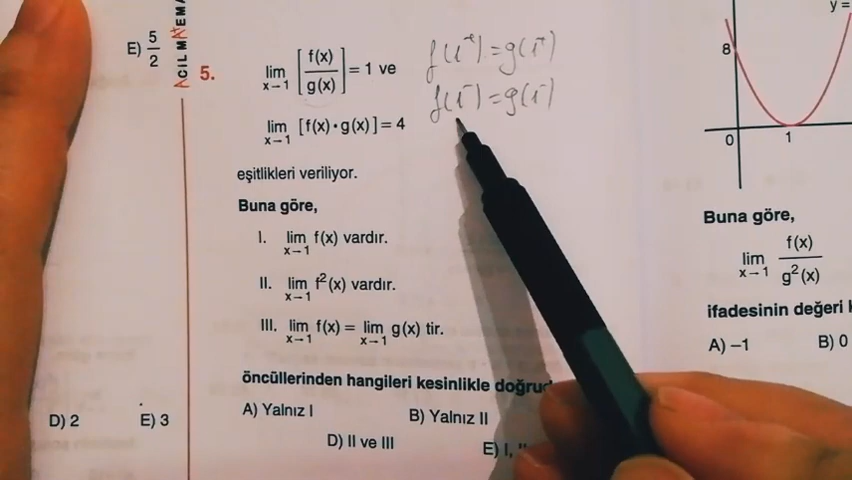 E) 5/2
ACİL MATEMA
5.
lim x→1 [f(x)/g(x)] = 1 ve
f(1⁺) = g(1⁺)
f(1⁻) = g(1⁻)
lim x→1 [f(x)·g(x)] = 4
eşitlikleri veriliyor.
Buna göre,
I. lim x→1 f(x) vardır.
II. lim x→1 f²(x) vardır.
III. lim x→1 f(x) = lim x→1 g(x) tir.
öncüllerinden hangileri kesinlikle
A) Yalnız I
B) Yalnız II
D) II ve III
E) I,
D) 2
E) 3
y =
8
0
1
Buna göre,
lim x→1 f(x)/g²(x)
ifadesinin değeri
A) –1
B) 0